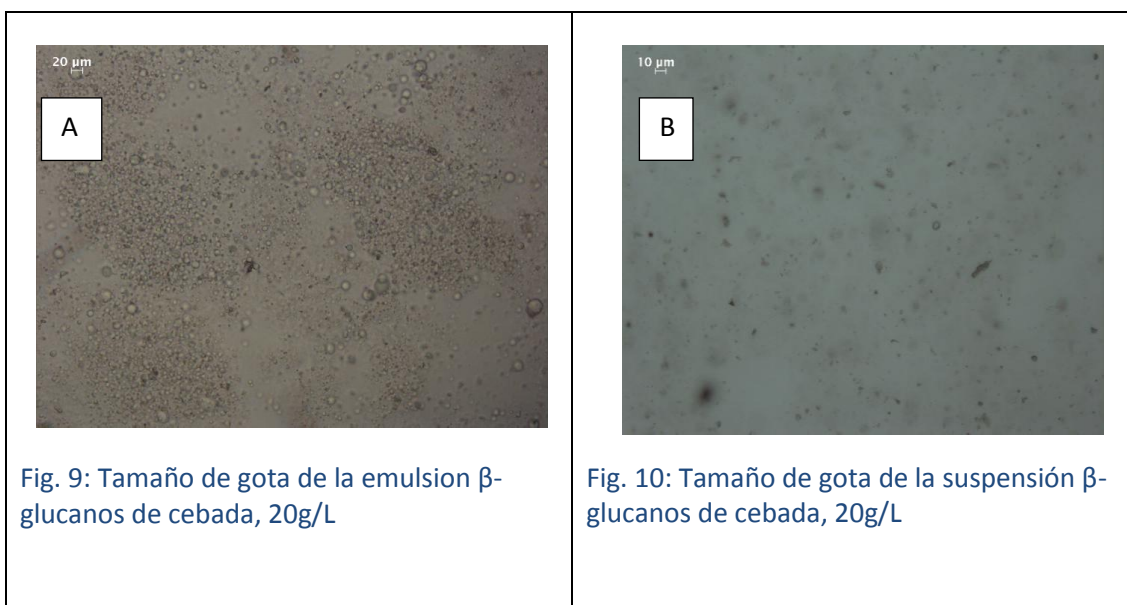 20 µm
A
Fig. 9: Tamaño de gota de la emulsion β-
glucanos de cebada, 20g/L
10 µm
B
Fig. 10: Tamaño de gota de la suspensión β-
glucanos de cebada, 20g/L